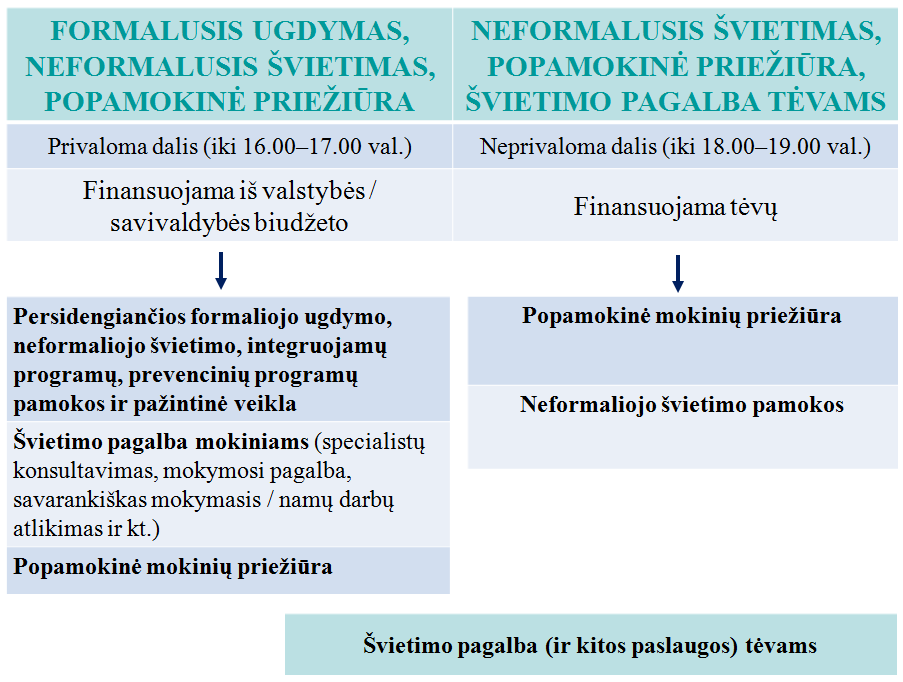 FORMALUSIS UGDYMAS,
NEFORMALUSIS ŠVIETIMAS,
POPAMOKINĖ PRIEŽIŪRA
NEFORMALUSIS ŠVIETIMAS,
POPAMOKINĖ PRIEŽIŪRA,
ŠVIETIMO PAGALBA TĖVAMS
Privaloma dalis (iki 16.00–17.00 val.)
Neprivaloma dalis (iki 18.00–19.00 val.)
Finansuojama iš valstybės /
savivaldybės biudžeto
Finansuojama tėvų
Persidengiančios formaliojo ugdymo,
neformaliojo švietimo, integruojamų
programų, prevencinių programų
pamokos ir pažintinė veikla
Švietimo pagalba mokiniams (specialistų
konsultavimas, mokymosi pagalba,
savarankiškas mokymasis / namų darbų
atlikimas ir kt.)
Popamokinė mokinių priežiūra
Popamokinė mokinių priežiūra
Neformaliojo švietimo pamokos
Švietimo pagalba (ir kitos paslaugos) tėvams